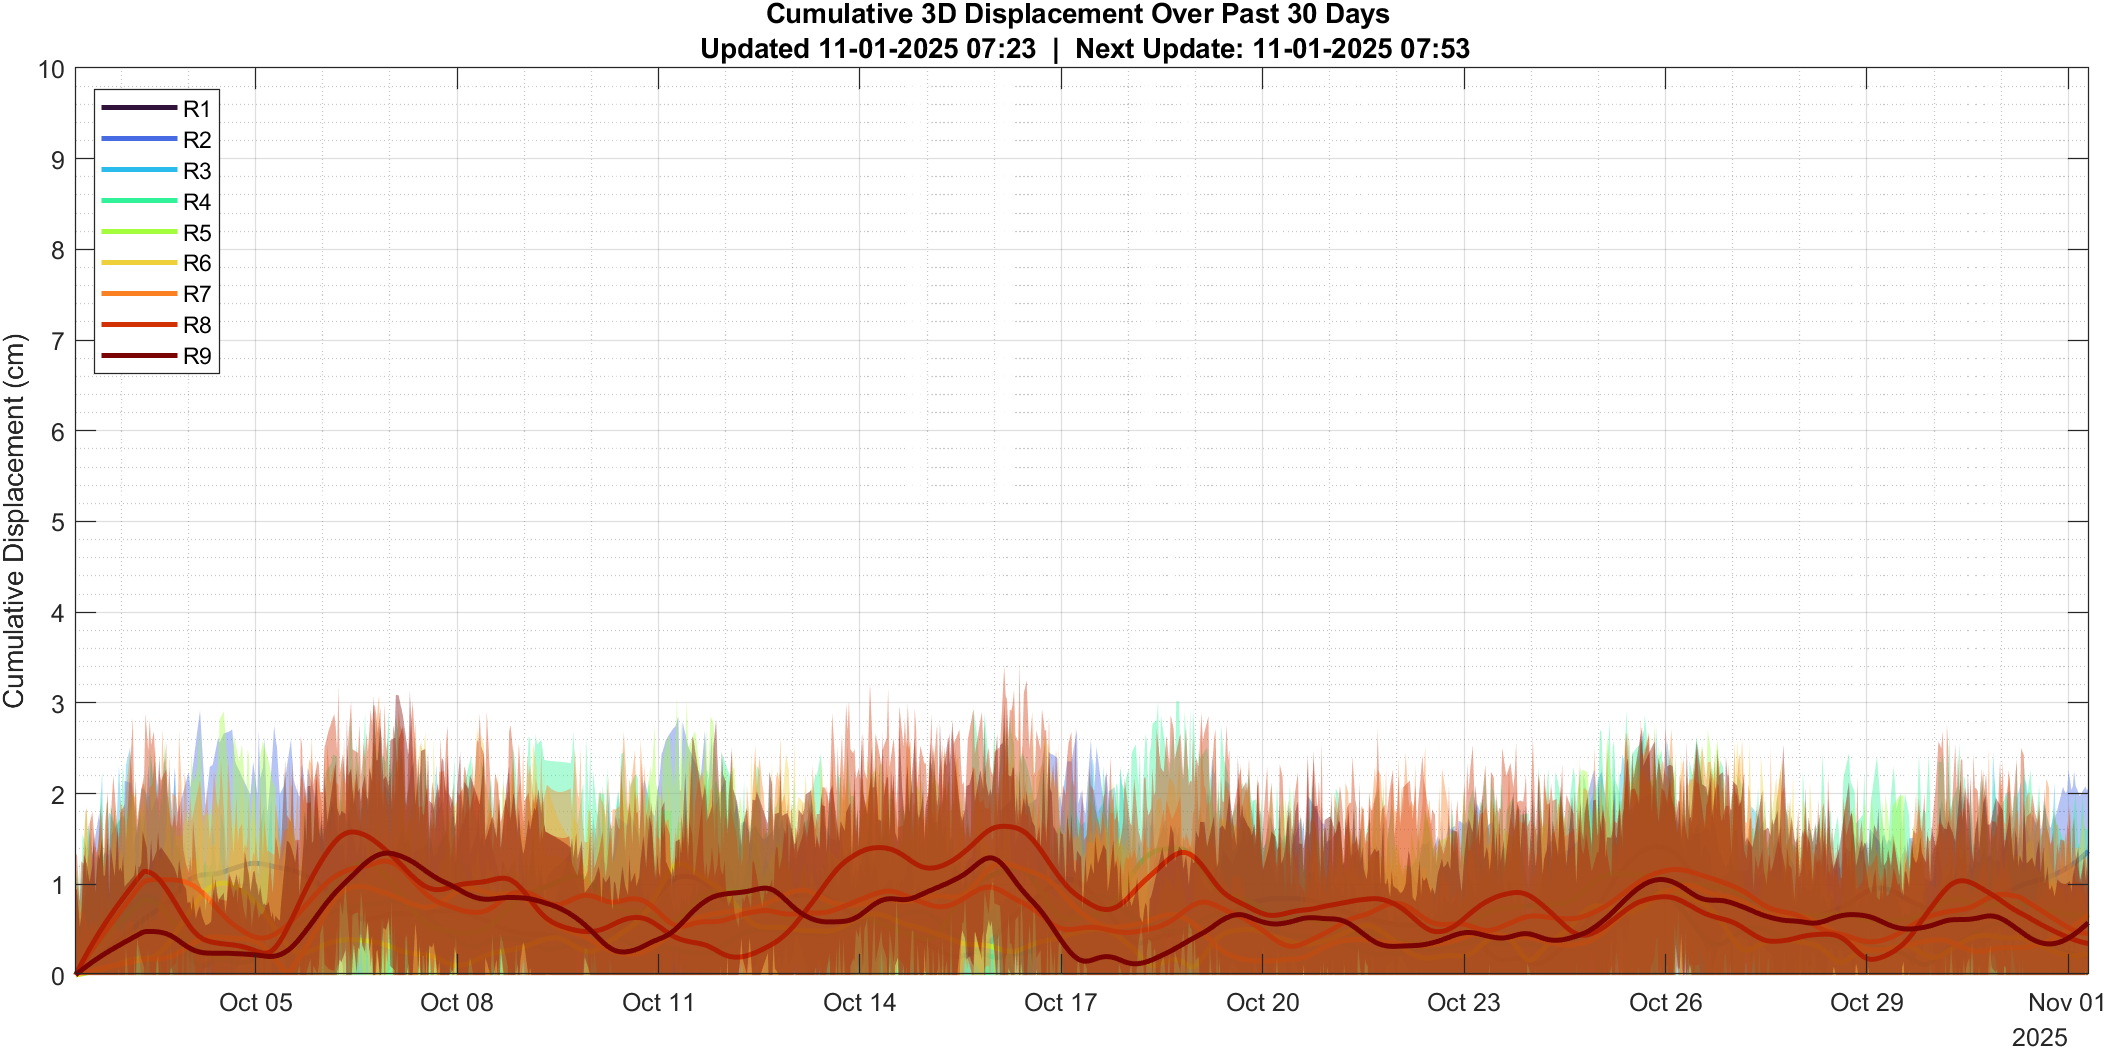 Cumulative 3D Displacement Over Past 30 Days
Updated 11-01-2025 07:23 | Next Update: 11-01-2025 07:53
Cumulative Displacement (cm)
10
9
8
7
6
5
4
3
2
1
0
R1
R2
R3
R4
R5
R6
R7
R8
R9
Oct 05 Oct 08 Oct 11 Oct 14 Oct 17 Oct 20 Oct 23 Oct 26 Oct 29 Nov 01
2025